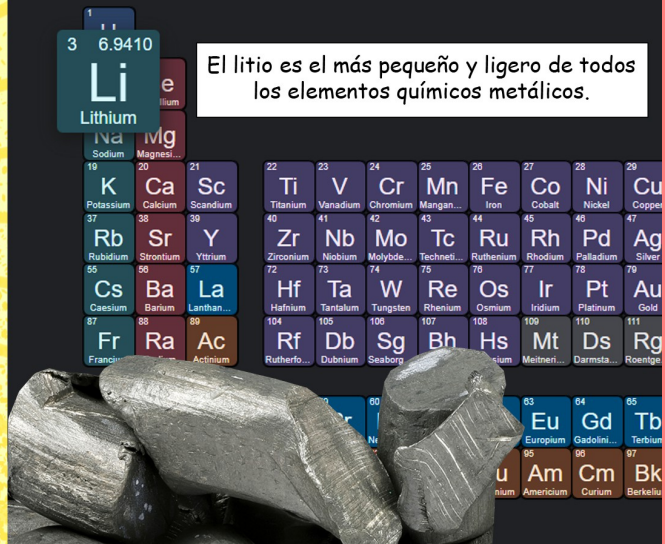 1
3 6.9410
Li
Lithium
El litio es el más pequeño y ligero de todos
los elementos químicos metálicos.
Na Mg
Sodium Magnesi...
19 20 21 22 23 24 25 26 27 28 29
K Ca Sc Ti V Cr Mn Fe Co Ni Cu
Potassium Calcium Scandium Titanium Vanadium Chromium Mangan... Iron Cobalt Nickel Copper
37 38 39 40 41 42 43 44 45 46 47
Rb Sr Y Zr Nb Mo Tc Ru Rh Pd Ag
Rubidium Strontium Yttrium Zirconium Niobium Molybde... Techneti... Ruthenium Rhodium Palladium Silver
55 56 57 72 73 74 75 76 77 78 79
Cs Ba La Hf Ta W Re Os Ir Pt Au
Caesium Barium Lanthan... Hafnium Tantalum Tungsten Rhenium Osmium Iridium Platinum Gold
87 88 89 104 105 106 107 108 109 110 111
Fr Ra Ac Rf Db Sg Bh Hs Mt Ds Rg
Actinium Rutherfo... Dubnium Seaborg Meitneri... Darmsta... Roentge
60 63 64 65
Eu Gd Tb
Europium Gadolini... Terbium
95 96 97
Am Cm Bk
Americium Curium Berkeliu